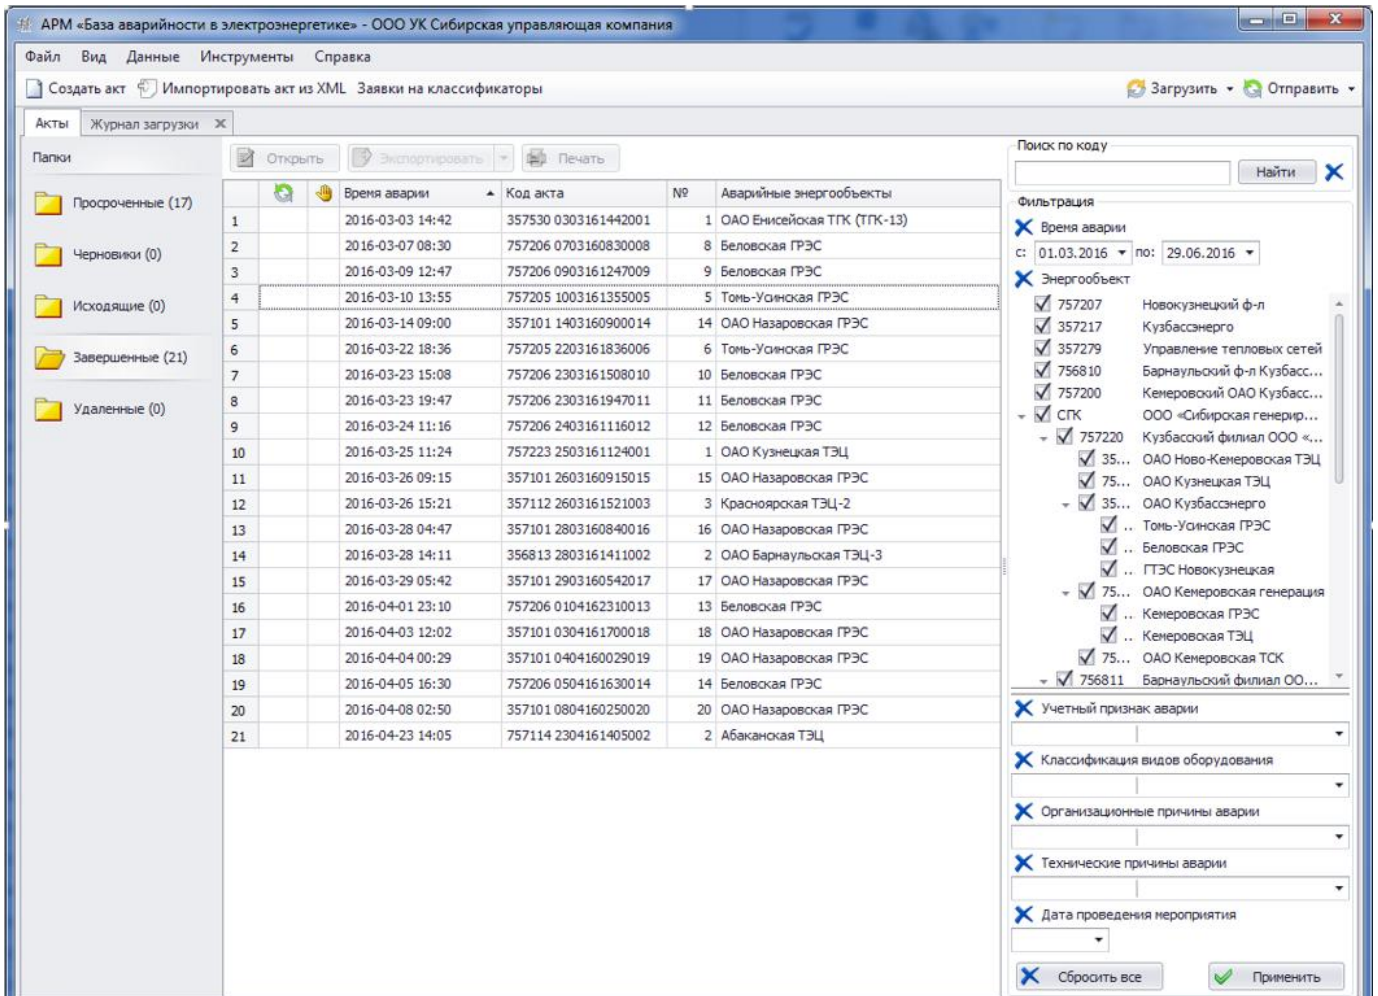 АРМ «База аварийности в электроэнергетике» - ООО УК Сибирская управляющая компания
Файл Вид Данные Инструменты Справка
Создать акт Импортировать акт из XML Заявки на классификаторы Загрузить Отправить
Акты Журнал загрузки
Папки
Просроченные (17)
Черновики (0)
Исходящие (0)
Завершенные (21)
Удаленные (0)
Открыть Экспортировать Печать
Время аварии Код акта № Аварийные энергообъекты
1 2016-03-03 14:42 357530 0303161442001 1 ОАО Енисейская ТГК (ТГК-13)
2 2016-03-07 08:30 757206 0703160830008 8 Беловская ГРЭС
3 2016-03-09 12:47 757206 0903161247009 9 Беловская ГРЭС
4 2016-03-10 13:55 757205 1003161355005 5 Томь-Усинская ГРЭС
5 2016-03-14 09:00 357101 1403160900014 14 ОАО Назаровская ГРЭС
6 2016-03-22 18:36 757205 2203161836006 6 Томь-Усинская ГРЭС
7 2016-03-23 15:08 757206 2303161508010 10 Беловская ГРЭС
8 2016-03-23 19:47 757206 2303161947011 11 Беловская ГРЭС
9 2016-03-24 11:16 757206 2403161116012 12 Беловская ГРЭС
10 2016-03-25 11:24 757223 2503161124001 1 ОАО Кузнецкая ТЭЦ
11 2016-03-26 09:15 357101 2603160915015 15 ОАО Назаровская ГРЭС
12 2016-03-26 15:21 357112 2603161521003 3 Красноярская ТЭЦ-2
13 2016-03-28 04:47 357101 2803160840016 16 ОАО Назаровская ГРЭС
14 2016-03-28 14:11 356813 2803161411002 2 ОАО Барнаульская ТЭЦ-3
15 2016-03-29 05:42 357101 2903160542017 17 ОАО Назаровская ГРЭС
16 2016-04-01 23:10 757206 0104162310013 13 Беловская ГРЭС
17 2016-04-03 12:02 357101 0304161700018 18 ОАО Назаровская ГРЭС
18 2016-04-04 00:29 357101 0404160029019 19 ОАО Назаровская ГРЭС
19 2016-04-05 16:30 757206 0504161630014 14 Беловская ГРЭС
20 2016-04-08 02:50 357101 0804160250020 20 ОАО Назаровская ГРЭС
21 2016-04-23 14:05 757114 2304161405002 2 Абаканская ТЭЦ
Поиск по коду
Найти
Фильтрация
Время аварии
с: 01.03.2016 по: 29.06.2016
Энергообъект
757207 Новокузнецкий ф-л
357217 Кузбассэнерго
357279 Управление тепловых сетей
756810 Барнаульский ф-л Кузбасс...
757200 Кемеровский ОАО Кузбасс...
СГК ООО «Сибирская генерир...
757220 Кузбасский филиал ООО «...
35... ОАО Ново-Кемеровская ТЭЦ
75... ОАО Кузнецкая ТЭЦ
35... ОАО Кузбассэнерго
.. Томь-Усинская ГРЭС
.. Беловская ГРЭС
.. ГТЭС Новокузнецкая
75... ОАО Кемеровская генерация
.. Кемеровская ГРЭС
.. Кемеровская ТЭЦ
75... ОАО Кемеровская ТСК
756811 Барнаульский филиал ОО...
Учетный признак аварии
Классификация видов оборудования
Организационные причины аварии
Технические причины аварии
Дата проведения мероприятия
Сбросить все Применить